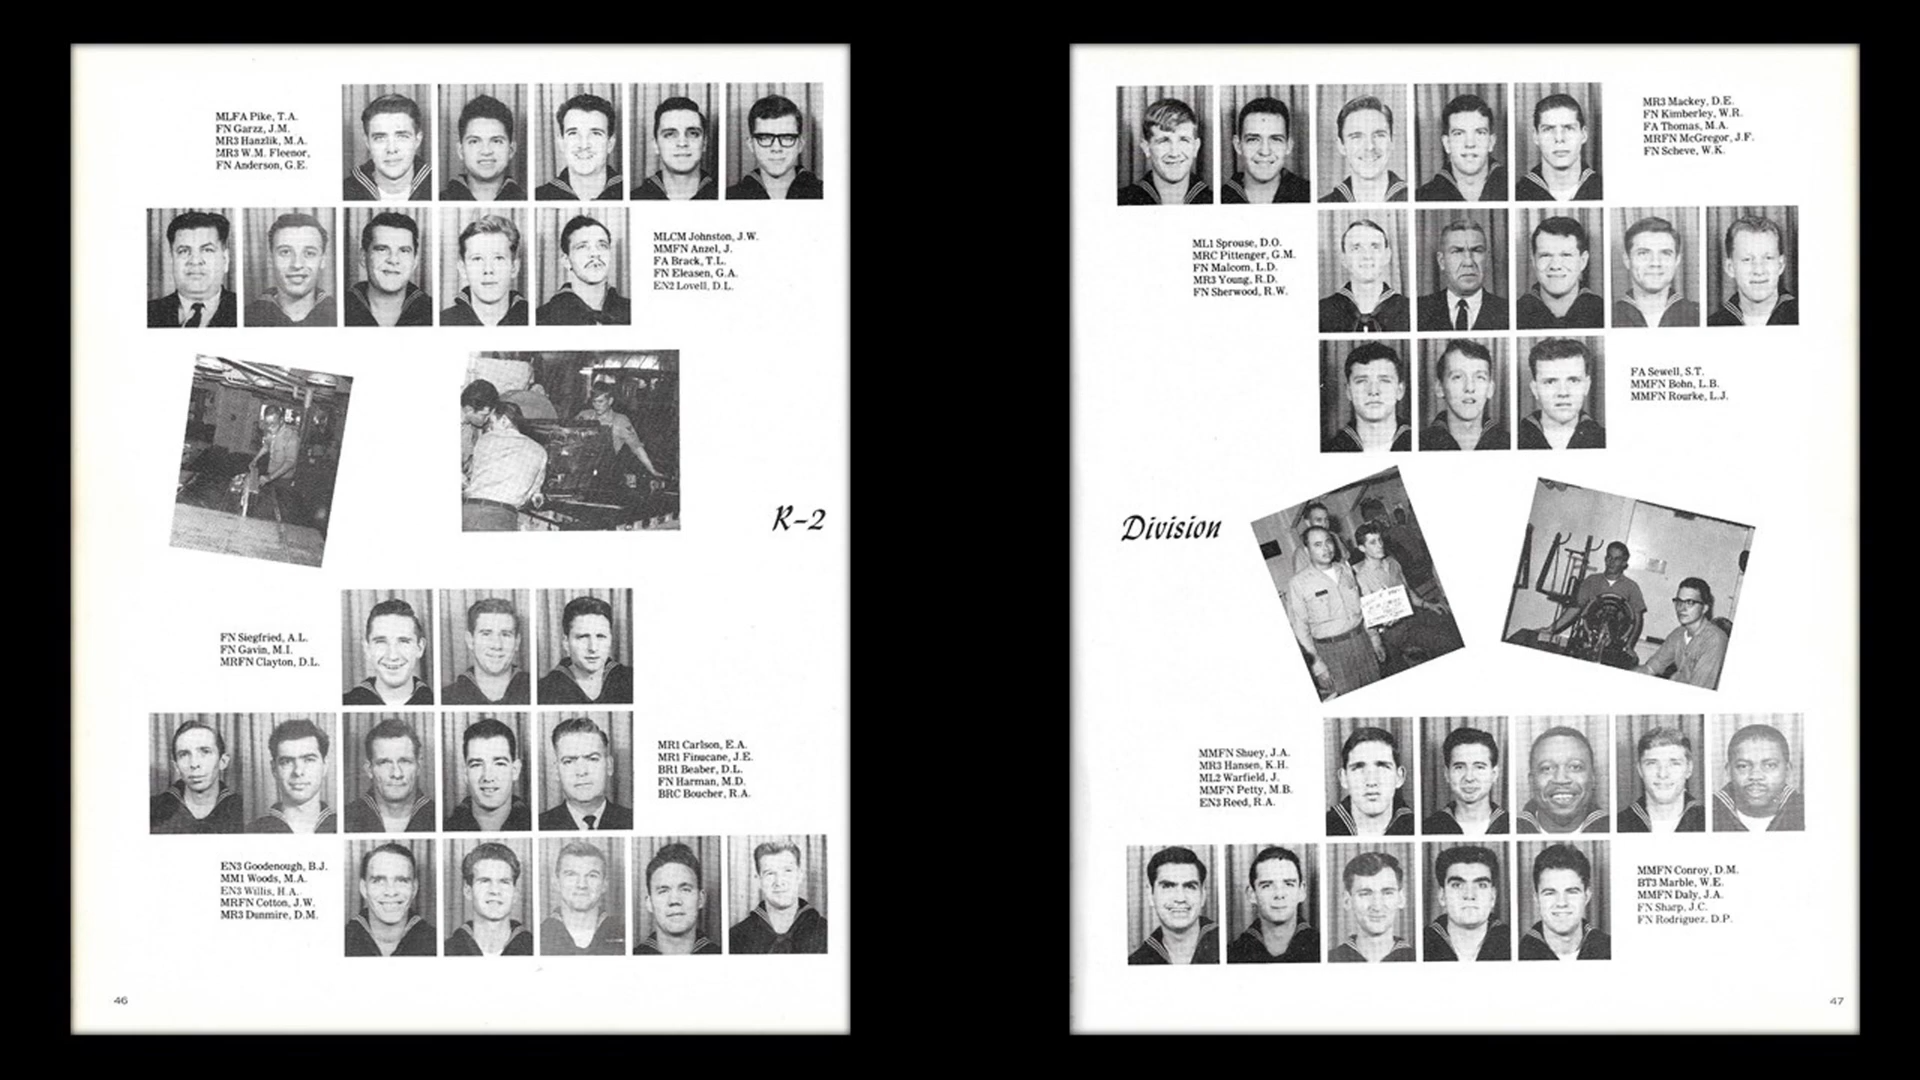 MLFA Pike, T.A.
FN Garzz, J.M.
MR3 Hanzlik, M.A.
MR3 W.M. Fleenor,
FN Anderson, G.E.
MLCM Johnston, J.W.
MMFN Anzel, J.
FA Brack, T.L.
FN Eleasen, G.A.
EN2 Lovell, D.L.
R-2
FN Siegfried, A.L.
FN Gavin, M.I.
MRFN Clayton, D.L.
MR1 Carlson, E.A.
MR1 Finucane, J.E.
BR1 Beaber, D.L.
FN Harman, M.D.
BRC Boucher, R.A.
EN3 Goodenough, B.J.
MM1 Woods, M.A.
EN3 Willis, H.A.
MRFN Cotton, J.W.
MR3 Dunmire, D.M.
46
MR3 Mackey, D.E.
FN Kimberley, W.R.
FA Thomas, M.A.
MRFN McGregor, J.F.
FN Scheve, W.K.
ML1 Sprouse, D.O.
MRC Pittenger, G.M.
FN Malcom, L.D.
MR3 Young, R.D.
FN Sherwood, R.W.
FA Sewell, S.T.
MMFN Bohn, L.B.
MMFN Rourke, L.J.
Division
MMFN Shuey, J.A.
MR3 Hansen, K.H.
ML2 Warfield, J.
MMFN Petty, M.B.
EN3 Reed, R.A.
MMFN Conroy, D.M.
BT3 Marble, W.E.
MMFN Daly, J.A.
FN Sharp, J.C.
FN Rodriguez, D.P.
47